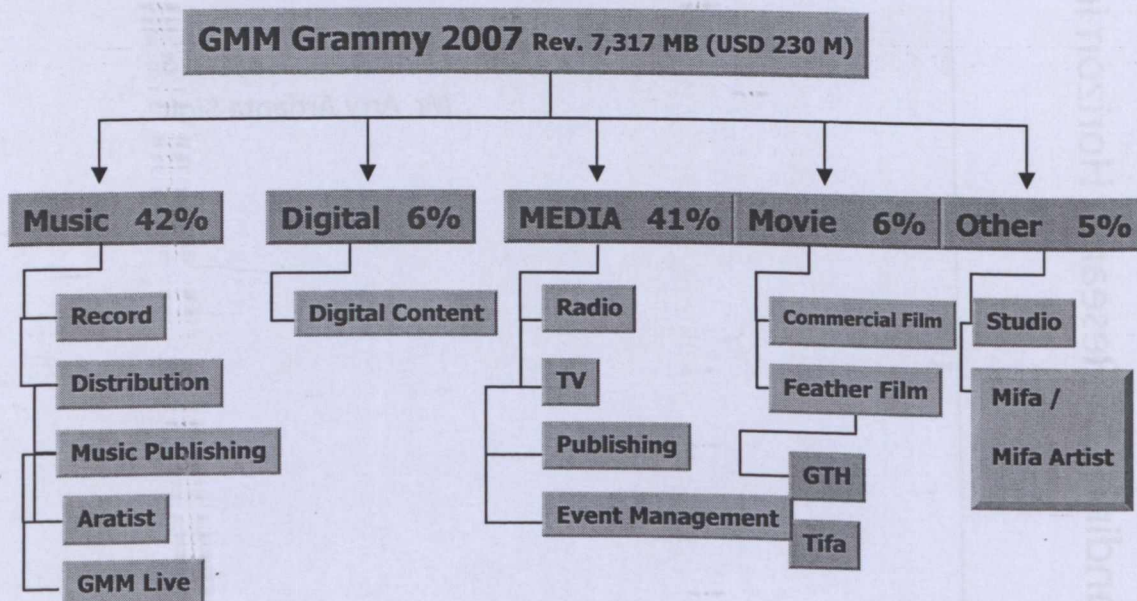 GMM Grammy 2007 Rev. 7,317 MB (USD 230 M)
Music 42%
Record
Distribution
Music Publishing
Aratist
GMM Live
Digital 6%
Digital Content
MEDIA 41%
Radio
TV
Publishing
Event Management
Movie 6%
Commercial Film
Feather Film
GTH
Tifa
Other 5%
Studio
Mifa /
Mifa Artist